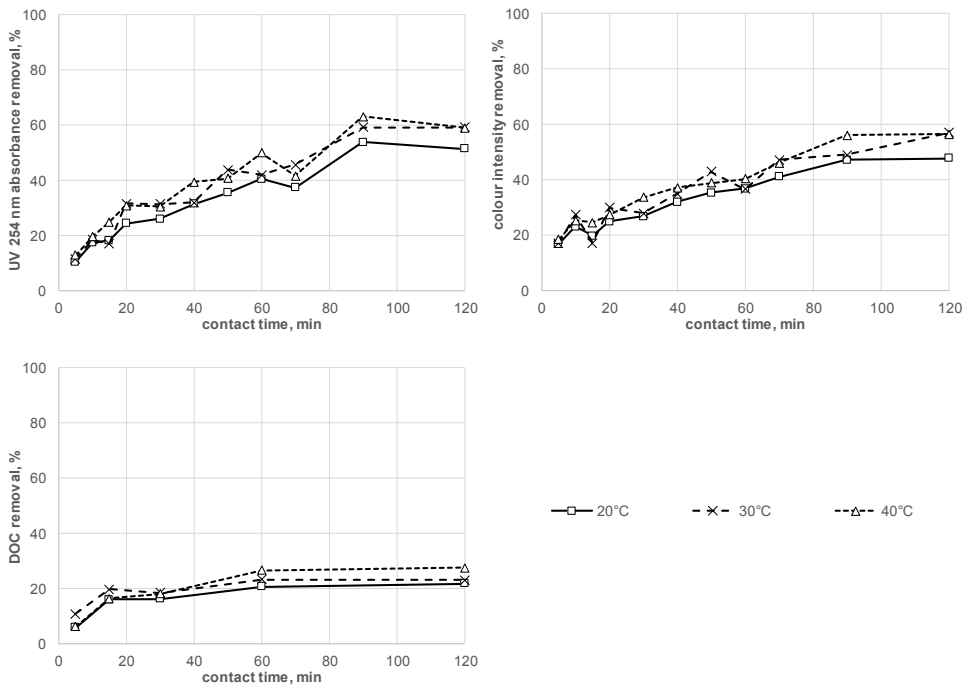 UV 254 nm absorbance removal, %
100
80
60
40
20
0
0 20 40 60 80 100 120
contact time, min
colour intensity removal, %
100
80
60
40
20
0
0 20 40 60 80 100 120
contact time, min
DOC removal, %
100
80
60
40
20
0
0 20 40 60 80 100 120
contact time, min
20°C 30°C 40°C